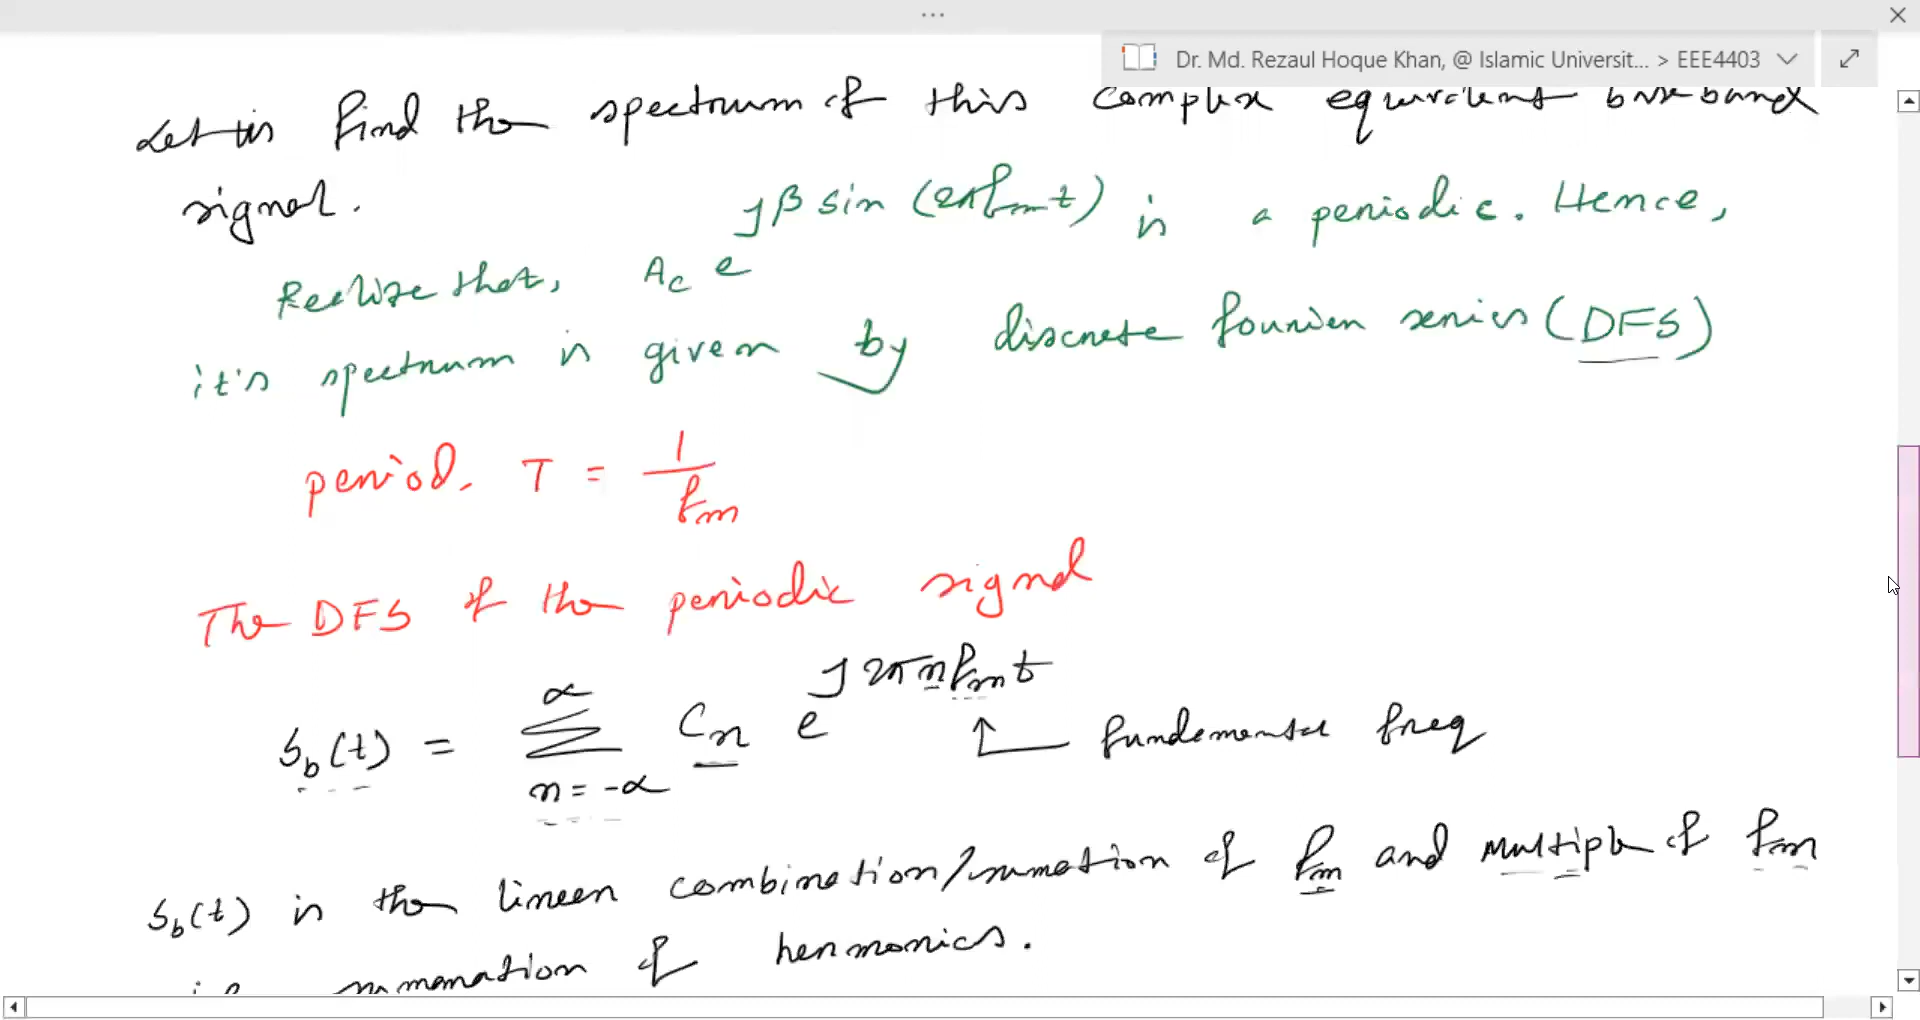 ...
Dr. Md. Rezaul Hoque Khan, @ Islamic Universit... > EEE4403
Let us find the spectrum of this complex equivalent baseband
signal.
Realize that, Ac e^jβ sin (2πfmt) is a periodic. Hence,
it's spectrum is given by discrete fourier series (DFS)
period, T = 1/fm
The DFS of the periodic signal
Sb(t) = ∑ n=-∝ ∝ Cn e^j2πnfmt ↑ fundamental freq
Sb(t) is the linear combination/summation of fm and multiple of fm
i.e summation of harmonics.